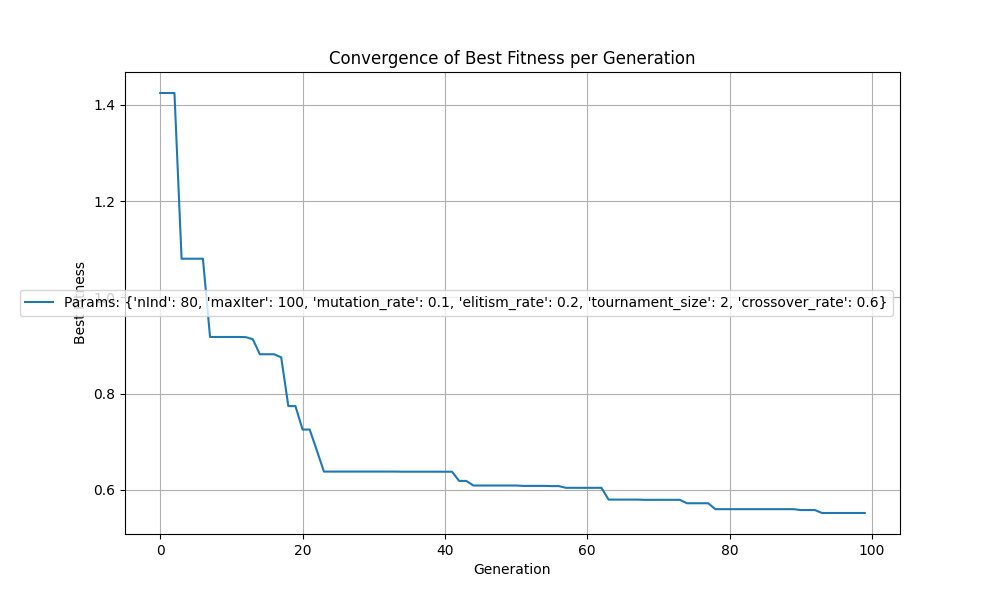 Convergence of Best Fitness per Generation
1.4
1.2
Params: {'nInd': 80, 'maxIter': 100, 'mutation_rate': 0.1, 'elitism_rate': 0.2, 'tournament_size': 2, 'crossover_rate': 0.6}
Best
0.8
0.6
0
20
40
60
80
100
Generation